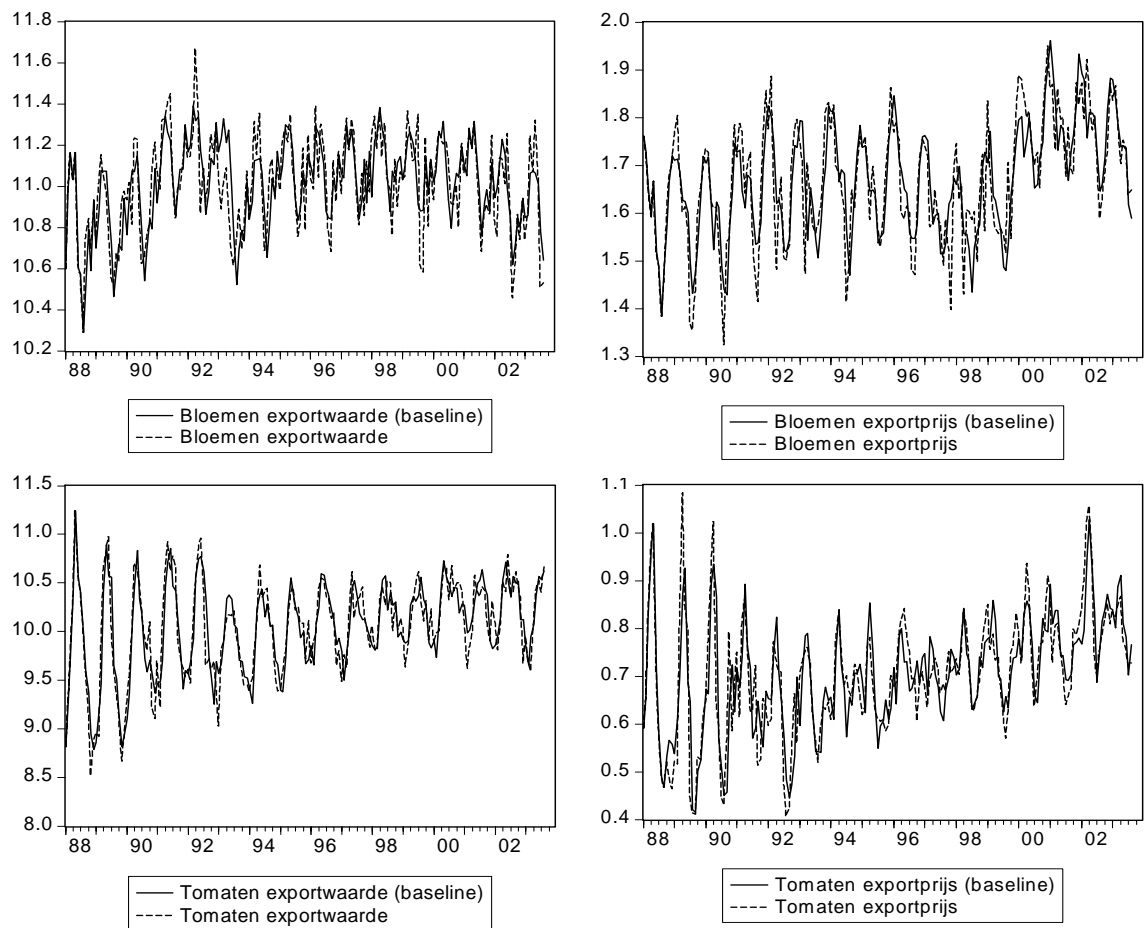 11.8
11.6
11.4
11.2
11.0
10.8
10.6
10.4
10.2
88 90 92 94 96 98 00 02
Bloemen exportwaarde (baseline)
Bloemen exportwaarde
2.0
1.9
1.8
1.7
1.6
1.5
1.4
1.3
88 90 92 94 96 98 00 02
Bloemen exportprijs (baseline)
Bloemen exportprijs
11.5
11.0
10.5
10.0
9.5
9.0
8.5
8.0
88 90 92 94 96 98 00 02
Tomaten exportwaarde (baseline)
Tomaten exportwaarde
1.1
1.0
0.9
0.8
0.7
0.6
0.5
0.4
88 90 92 94 96 98 00 02
Tomaten exportprijs (baseline)
Tomaten exportprijs